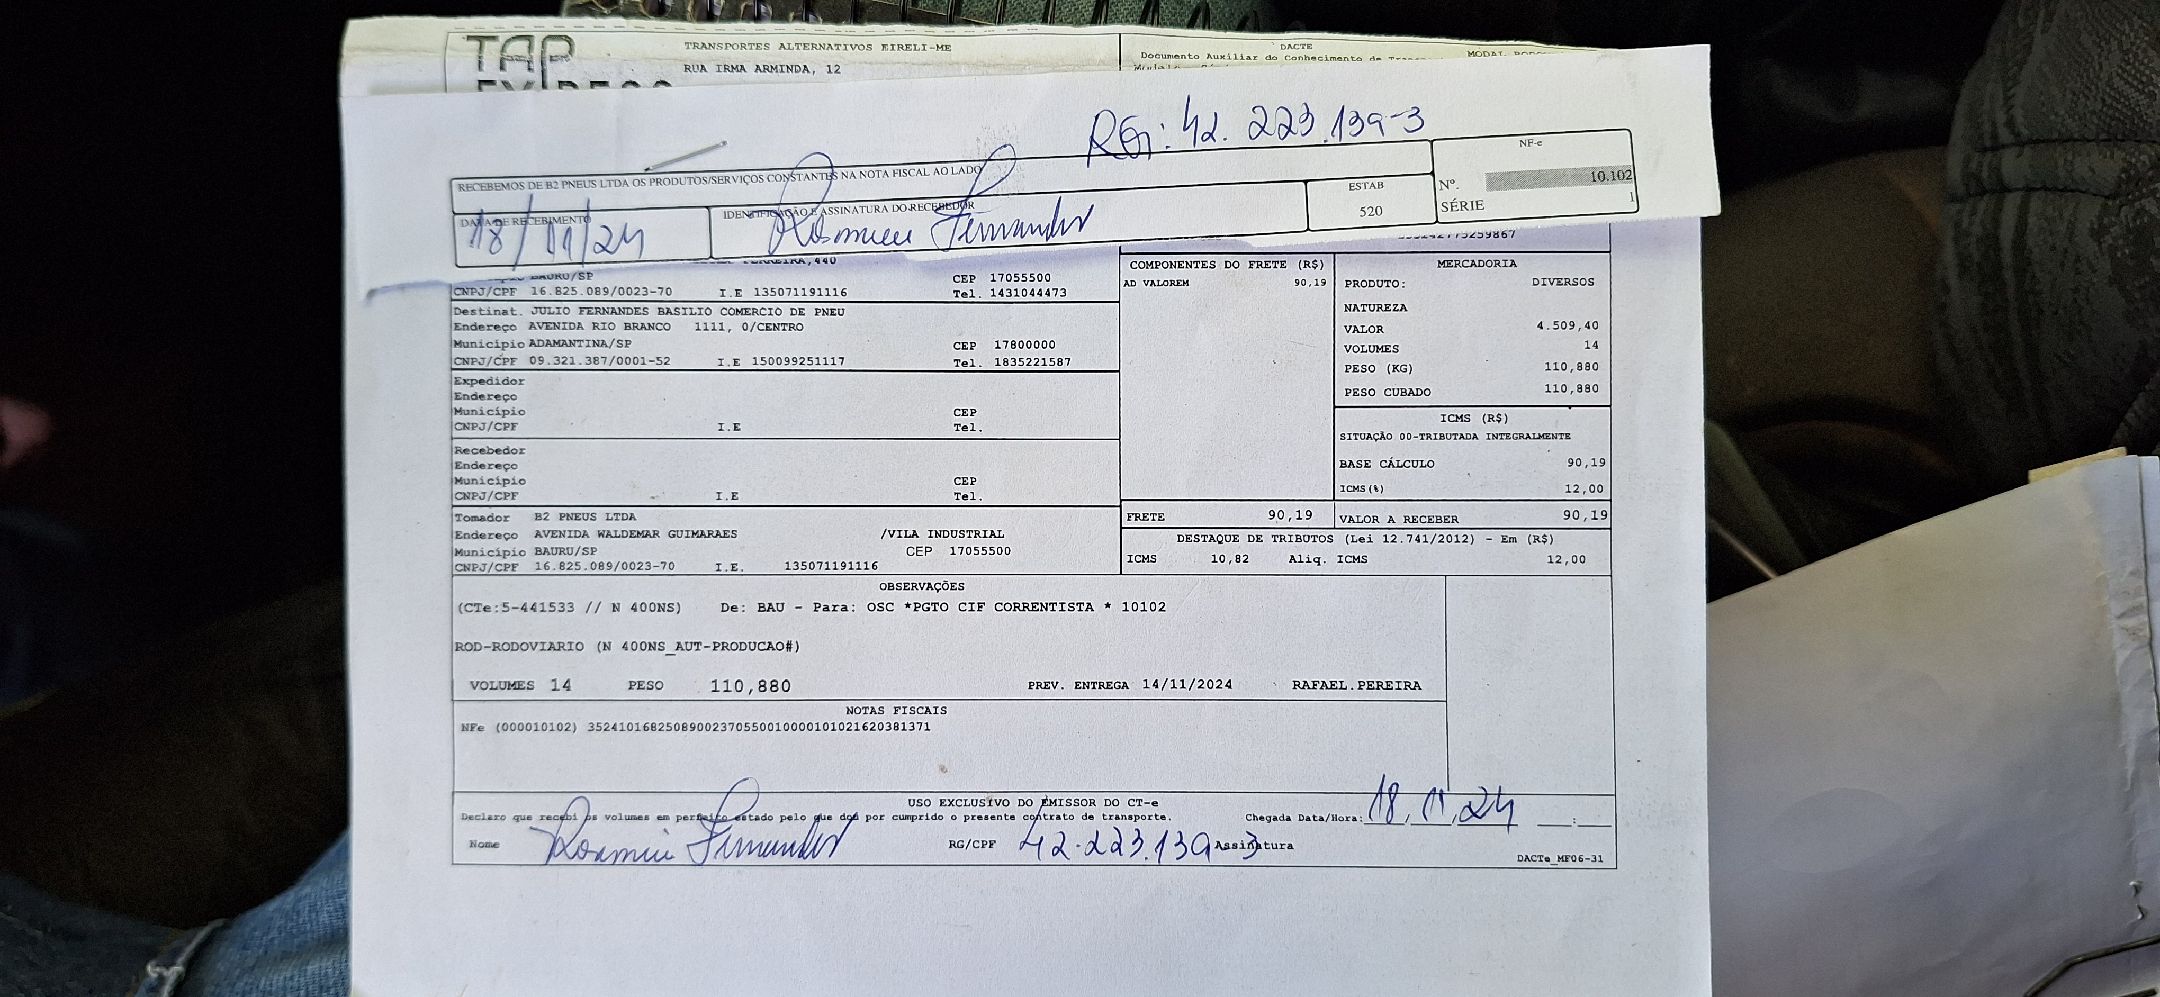 TAP
TRANSPORTES ALTERNATIVOS EIRELI-ME
RUA IRMA ARMINDA, 12
DACTE
Documento Auxiliar do Conhecimento de
RG: 42.223.139-3
RECEBEMOS DE B2 PNEUS LTDA OS PRODUTOS/SERVIÇOS CONSTANTES NA NOTA FISCAL AO LADO
NF-e
Nº. 10.102
SÉRIE 1
ESTAB
520
DATA DE RECEBIMENTO
18/11/24
IDENTIFICAÇÃO E ASSINATURA DO RECEBEDOR
Fernandes
BAURU/SP CEP 17055500
CNPJ/CPF 16.825.089/0023-70 I.E 135071191116 Tel. 1431044473
Destinat. JULIO FERNANDES BASILIO COMERCIO DE PNEU
Endereço AVENIDA RIO BRANCO 1111, 0/CENTRO
Município ADAMANTINA/SP CEP 17800000
CNPJ/CPF 09.321.387/0001-52 I.E 150099251117 Tel. 1835221587
Expedidor
Endereço
Município CEP
CNPJ/CPF I.E Tel.
Recebedor
Endereço
Município CEP
CNPJ/CPF I.E Tel.
Tomador B2 PNEUS LTDA
Endereço AVENIDA WALDEMAR GUIMARAES /VILA INDUSTRIAL
Município BAURU/SP CEP 17055500
CNPJ/CPF 16.825.089/0023-70 I.E. 135071191116
COMPONENTES DO FRETE (R$)
AD VALOREM 90,19
MERCADORIA
PRODUTO: DIVERSOS
NATUREZA
VALOR 4.509,40
VOLUMES 14
PESO (KG) 110,880
PESO CUBADO 110,880
ICMS (R$)
SITUAÇÃO 00-TRIBUTADA INTEGRALMENTE
BASE CÁLCULO 90,19
ICMS(%) 12,00
FRETE 90,19 VALOR A RECEBER 90,19
DESTAQUE DE TRIBUTOS (Lei 12.741/2012) - Em (R$)
ICMS 10,82 Aliq. ICMS 12,00
OBSERVAÇÕES
(CTe:5-441533 // N 400NS) De: BAU - Para: OSC *PGTO CIF CORRENTISTA * 10102
ROD-RODOVIARIO (N 400NS_AUT-PRODUCAO#)
VOLUMES 14 PESO 110,880 PREV. ENTREGA 14/11/2024 RAFAEL.PEREIRA
NOTAS FISCAIS
NFe (000010102) 35241016825089002370550010000101021620381371
USO EXCLUSIVO DO EMISSOR DO CT-e
Declaro que recebi os volumes em perfeito estado pelo que dou por cumprido o presente contrato de transporte. Chegada Data/Hora: 18,11,24 __:__
Nome Fernandes RG/CPF 42.223.139-3 Assinatura
DACTe_MF06-31